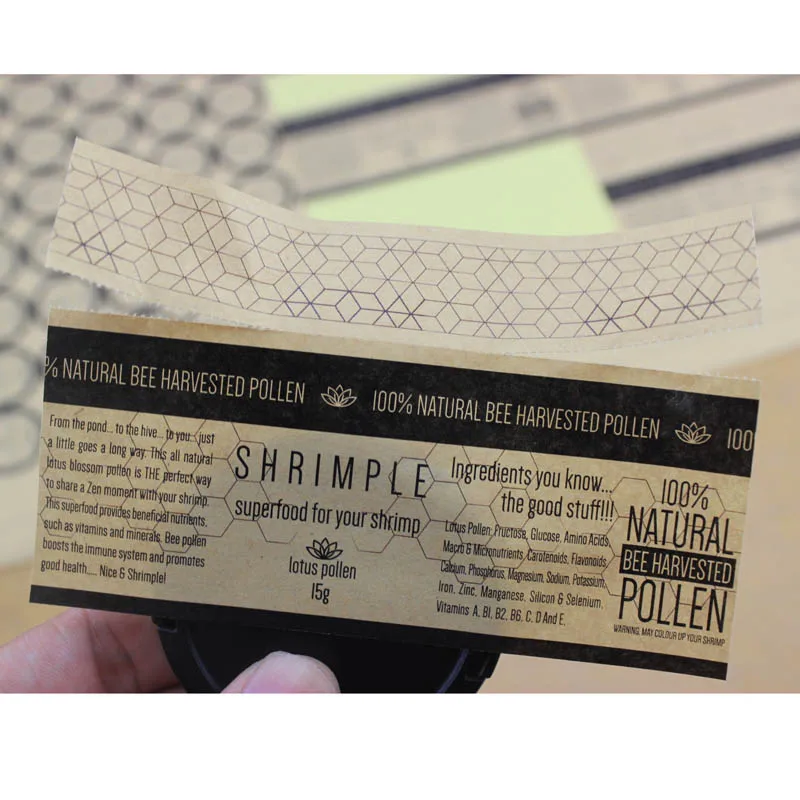 % NATURAL BEE HARVESTED POLLEN 100% NATURAL BEE HARVESTED POLLEN 100
From the pond... to the hive... to you.. just
a little goes a long way. This all natural
lotus blossom pollen is THE perfect way
to share a Zen moment with your shrimp.
This superfood provides beneficial nutrients,
such as vitamins and minerals. Bee pollen
boosts the immune system and promotes
good health.... Nice & Shrimple!
SHRIMPLE
superfood for your shrimp
lotus pollen
15g
Ingredients you know...
the good stuff!!!
Lotus Pollen: Fructose, Glucose, Amino Acids,
Macro & Micronutrients, Carotenoids, Flavonoids,
Calcium, Phosphorus, Magnesium, Sodium, Potassium,
Iron, Zinc, Manganese, Silicon & Selenium,
Vitamins A, B1, B2, B6, C, D And E.
100%
NATURAL
BEE HARVESTED
POLLEN
WARNING, MAY COLOUR UP YOUR SHRIMP